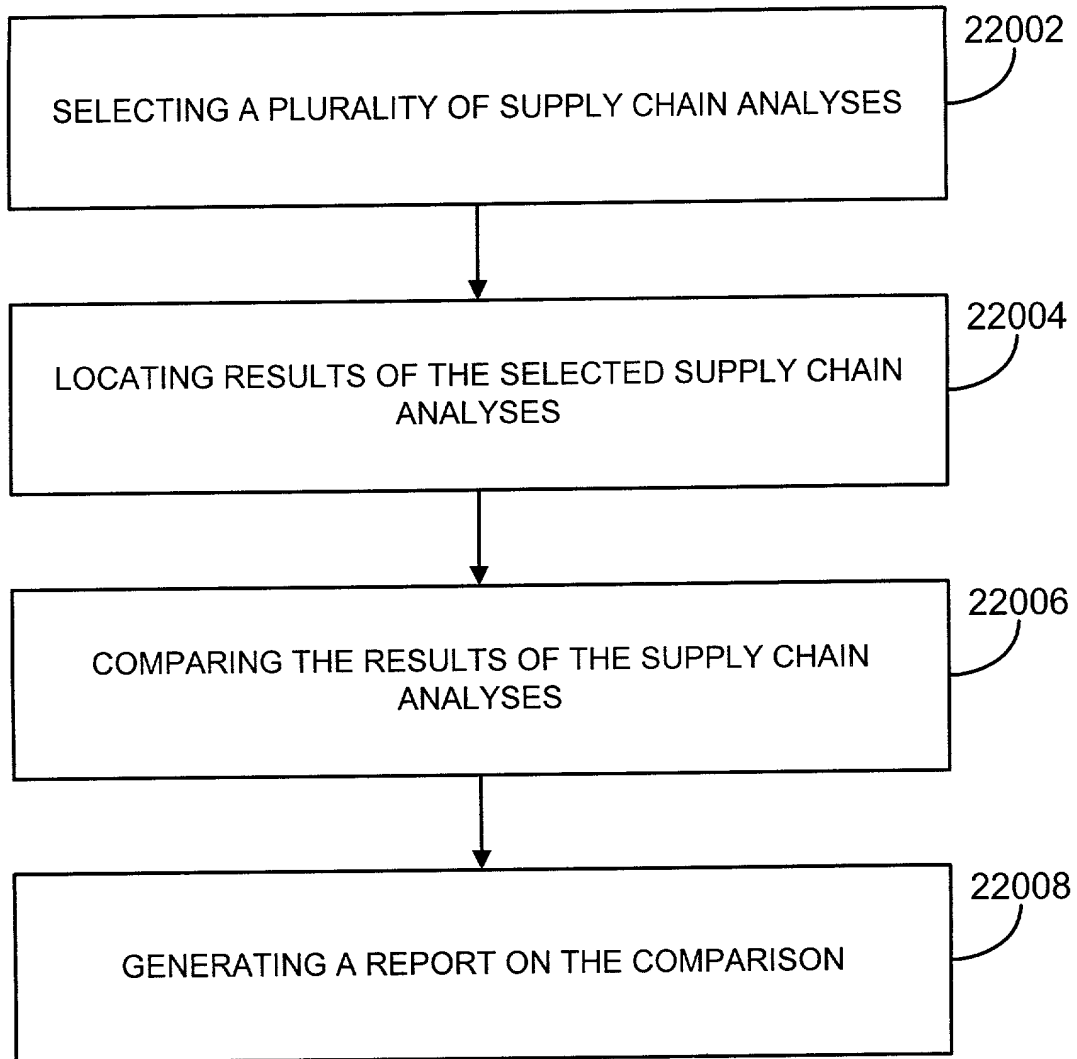 22002
SELECTING A PLURALITY OF SUPPLY CHAIN ANALYSES
22004
LOCATING RESULTS OF THE SELECTED SUPPLY CHAIN
ANALYSES
22006
COMPARING THE RESULTS OF THE SUPPLY CHAIN
ANALYSES
22008
GENERATING A REPORT ON THE COMPARISON